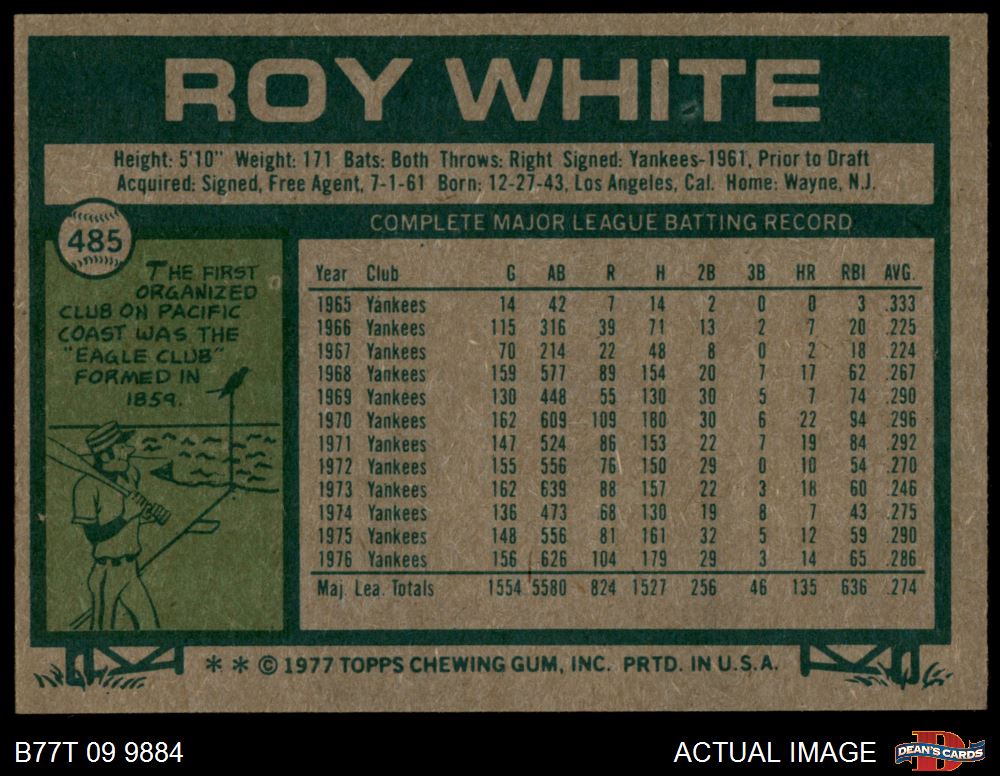 ROY WHITE
Height: 5'10" Weight: 171 Bats: Both Throws: Right Signed: Yankees-1961, Prior to Draft
Acquired: Signed, Free Agent, 7-1-61 Born: 12-27-43, Los Angeles, Cal. Home: Wayne, N.J.
485
THE FIRST
ORGANIZED
CLUB ON PACIFIC
COAST WAS THE
"EAGLE CLUB"
FORMED IN
1859.
COMPLETE MAJOR LEAGUE BATTING RECORD
Year Club G AB R H 2B 3B HR RBI AVG.
1965 Yankees 14 42 7 14 2 0 0 3 .333
1966 Yankees 115 316 39 71 13 2 7 20 .225
1967 Yankees 70 214 22 48 8 0 2 18 .224
1968 Yankees 159 577 89 154 20 7 17 62 .267
1969 Yankees 130 448 55 130 30 5 7 74 .290
1970 Yankees 162 609 109 180 30 6 22 94 .296
1971 Yankees 147 524 86 153 22 7 19 84 .292
1972 Yankees 155 556 76 150 29 0 10 54 .270
1973 Yankees 162 639 88 157 22 3 18 60 .246
1974 Yankees 136 473 68 130 19 8 7 43 .275
1975 Yankees 148 556 81 161 32 5 12 59 .290
1976 Yankees 156 626 104 179 29 3 14 65 .286
Maj. Lea. Totals 1554 5580 824 1527 256 46 135 636 .274
* * © 1977 TOPPS CHEWING GUM, INC. PRTD. IN U.S.A.
B77T 09 9884
ACTUAL IMAGE
DEAN'S CARDS